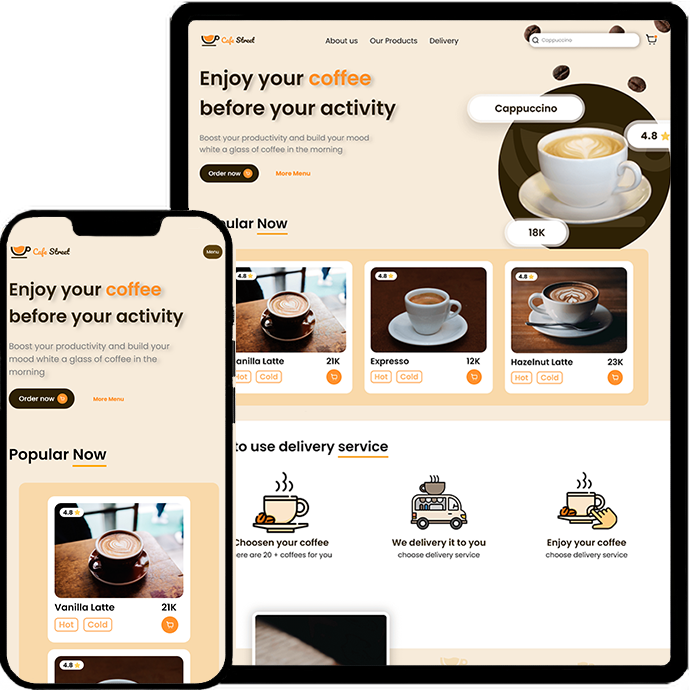 Cafe Street
About us
Our Products
Delivery
Cappuccino
Enjoy your coffee
before your activity
Boost your productivity and build your mood
white a glass of coffee in the morning
Order now
More Menu
Cappuccino
4.8
18K
pular Now
4.8
anilla Latte
21K
Hot
Cold
4.8
Expresso
12K
Hot
Cold
4.8
Hazelnut Latte
23K
Hot
Cold
to use delivery service
Choosen your coffee
ere are 20 + coffees for you
We delivery it to you
choose delivery service
Enjoy your coffee
choose delivery service
Cafe Street
Menu
Enjoy your coffee
before your activity
Boost your productivity and build your
mood white a glass of coffee in the
morning
Order now
More Menu
Popular Now
4.8
Vanilla Latte
21K
Hot
Cold
4.8